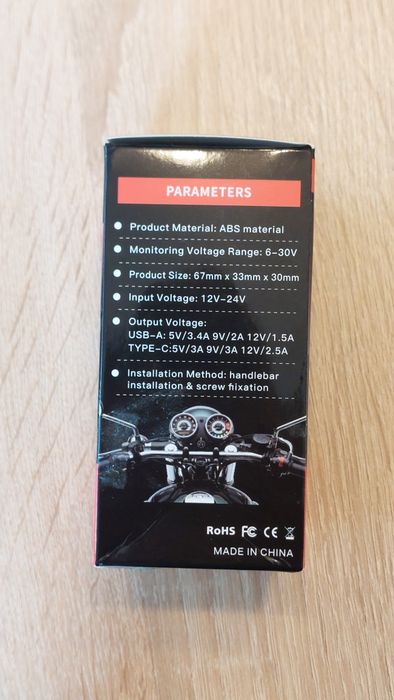 PARAMETERS
Product Material: ABS material
Monitoring Voltage Range: 6-30V
Product Size: 67mm x 33mm x 30mm
Input Voltage: 12V-24V
Output Voltage:
USB-A: 5V/3.4A 9V/2A 12V/1.5A
TYPE-C:5V/3A 9V/3A 12V/2.5A
Installation Method: handlebar
installation & screw fiixation
RoHS FC CE
MADE IN CHINA